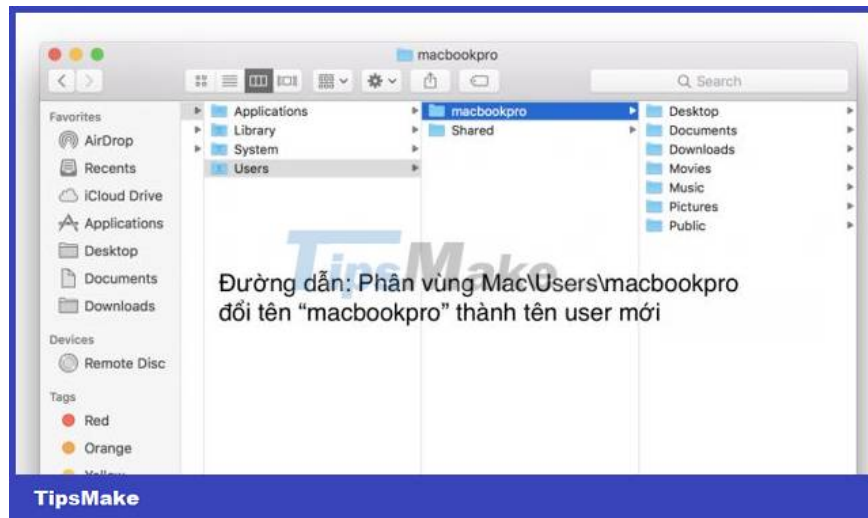 macbookpro
Search
Favorites
AirDrop
Recents
iCloud Drive
Applications
Desktop
Documents
Downloads
Devices
Remote Disc
Tags
Red
Orange
Yellow
Applications
Library
System
Users
macbookpro
Shared
Desktop
Documents
Downloads
Movies
Music
Pictures
Public
TipsMake
Đường dẫn: Phân vùng Mac\Users\macbookpro
đổi tên “macbookpro” thành tên user mới
TipsMake